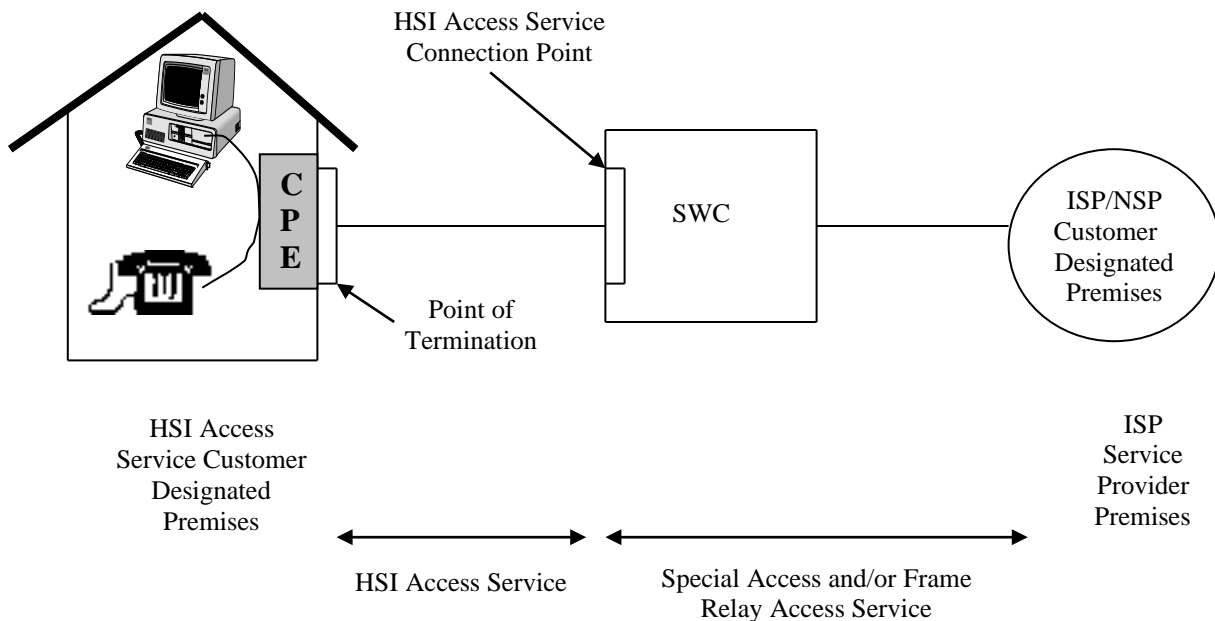 HSI Access Service
Connection Point
C
P
E
SWC
ISP/NSP
Customer
Designated
Premises
Point of
Termination
HSI Access
Service Customer
Designated
Premises
ISP
Service
Provider
Premises
HSI Access Service
Special Access and/or Frame
Relay Access Service